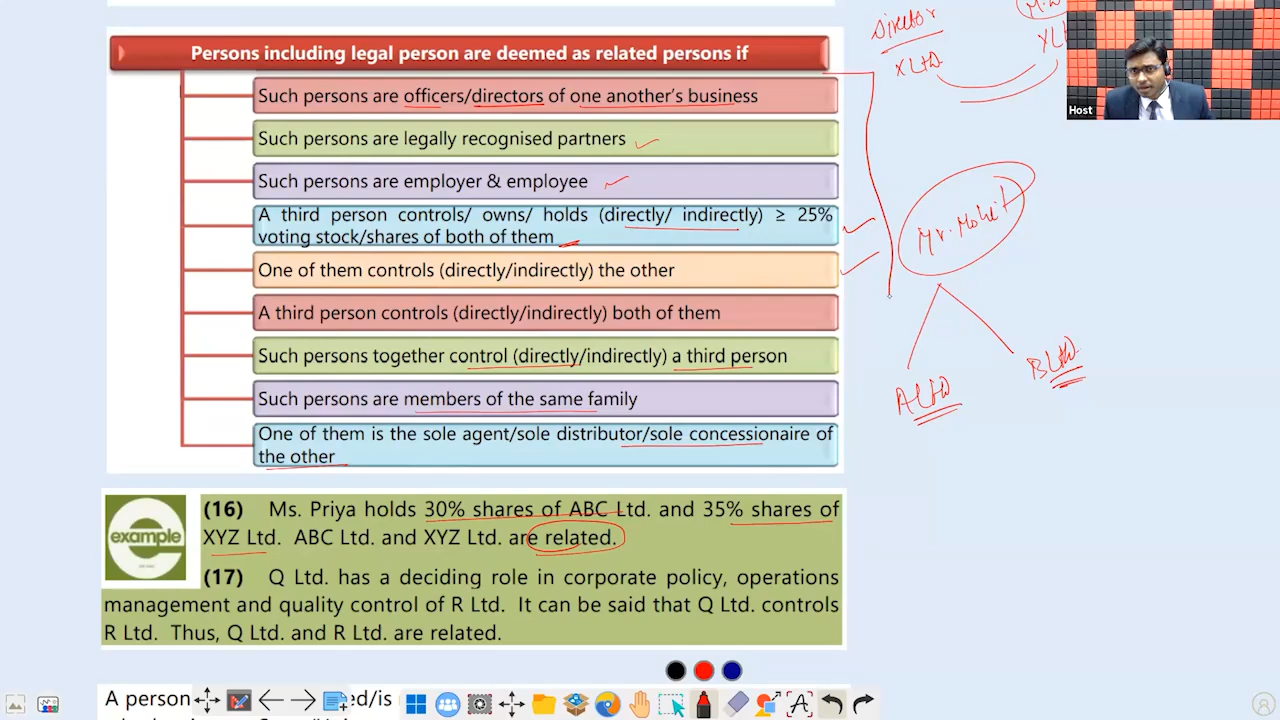 Persons including legal person are deemed as related persons if
Such persons are officers/directors of one another's business
Such persons are legally recognised partners
Such persons are employer & employee
A third person controls/ owns/ holds (directly/ indirectly) ≥ 25%
voting stock/shares of both of them
One of them controls (directly/indirectly) the other
A third person controls (directly/indirectly) both of them
Such persons together control (directly/indirectly) a third person
Such persons are members of the same family
One of them is the sole agent/sole distributor/sole concessionaire of
the other
Director
X LTD
Host
Mr. Mohit
A LTD
B LTD
example
(16) Ms. Priya holds 30% shares of ABC Ltd. and 35% shares of
XYZ Ltd. ABC Ltd. and XYZ Ltd. are related.
(17) Q Ltd. has a deciding role in corporate policy, operations
management and quality control of R Ltd. It can be said that Q Ltd. controls
R Ltd. Thus, Q Ltd. and R Ltd. are related.
A person